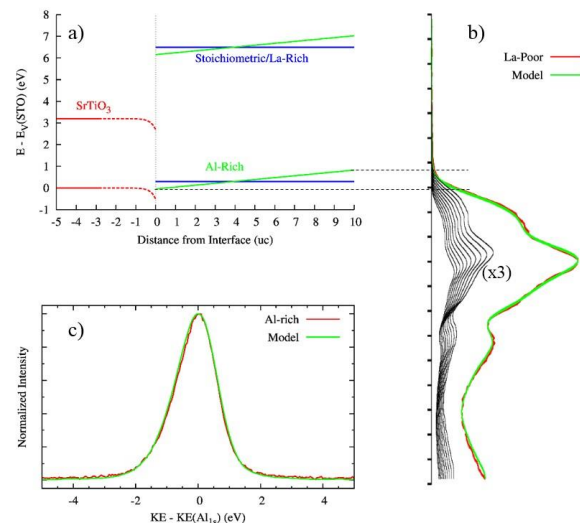 a)
E - E_V(STO) (eV)
8
7
6
5
4
3
2
1
0
-1
SrTiO3
Stoichiometric/La-Rich
Al-Rich
-5 -4 -3 -2 -1 0 1 2 3 4 5 6 7 8 9 10
Distance from Interface (uc)
b)
La-Poor
Model
(x3)
c)
Al-rich
Model
Normalized Intensity
-4 -2 0 2 4
KE - KE(Al1s) (eV)